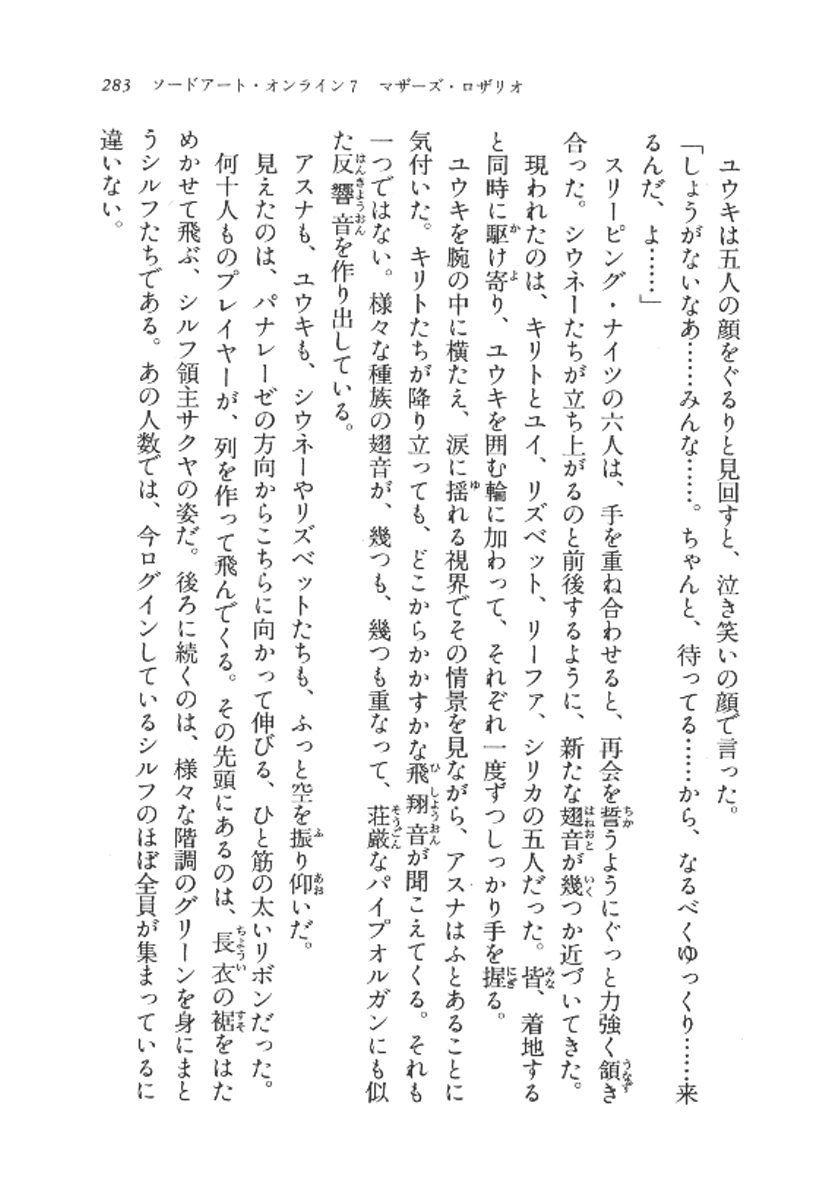 283　ソードアート・オンライン7　マザーズ・ロザリオ
　ユウキは五人の顔をぐるりと見回すと、泣き笑いの顔で言った。
「しょうがないなあ……みんな……。ちゃんと、待ってる……から、なるべくゆっくり……来
るんだ、よ……」
　スリーピング・ナイツの六人は、手を重ね合わせると、再会を誓うようにぐっと力強く頷き
合った。シウネーたちが立ち上がるのと前後するように、新たな翅音が幾つか近づいてきた。
　現われたのは、キリトとユイ、リズベット、リーファ、シリカの五人だった。皆、着地する
と同時に駆け寄り、ユウキを囲む輪に加わって、それぞれ一度ずつしっかり手を握る。
　ユウキを腕の中に横たえ、涙に揺れる視界でその情景を見ながら、アスナはふとあることに
気付いた。キリトたちが降り立っても、どこからかかすかな飛翔音が聞こえてくる。それも
一つではない。様々な種族の翅音が、幾つも、幾つも重なって、荘厳なパイプオルガンにも似
た反響音を作り出している。
　アスナも、ユウキも、シウネーやリズベットたちも、ふっと空を振り仰いだ。
　見えたのは、パナレーゼの方向からこちらに向かって伸びる、ひと筋の太いリボンだった。
　何十人ものプレイヤーが、列を作って飛んでくる。その先頭にあるのは、長衣の裾をはた
めかせて飛ぶ、シルフ領主サクヤの姿だ。後ろに続くのは、様々な階調のグリーンを身にまと
うシルフたちである。あの人数では、今ログインしているシルフのほぼ全員が集まっているに
違いない。